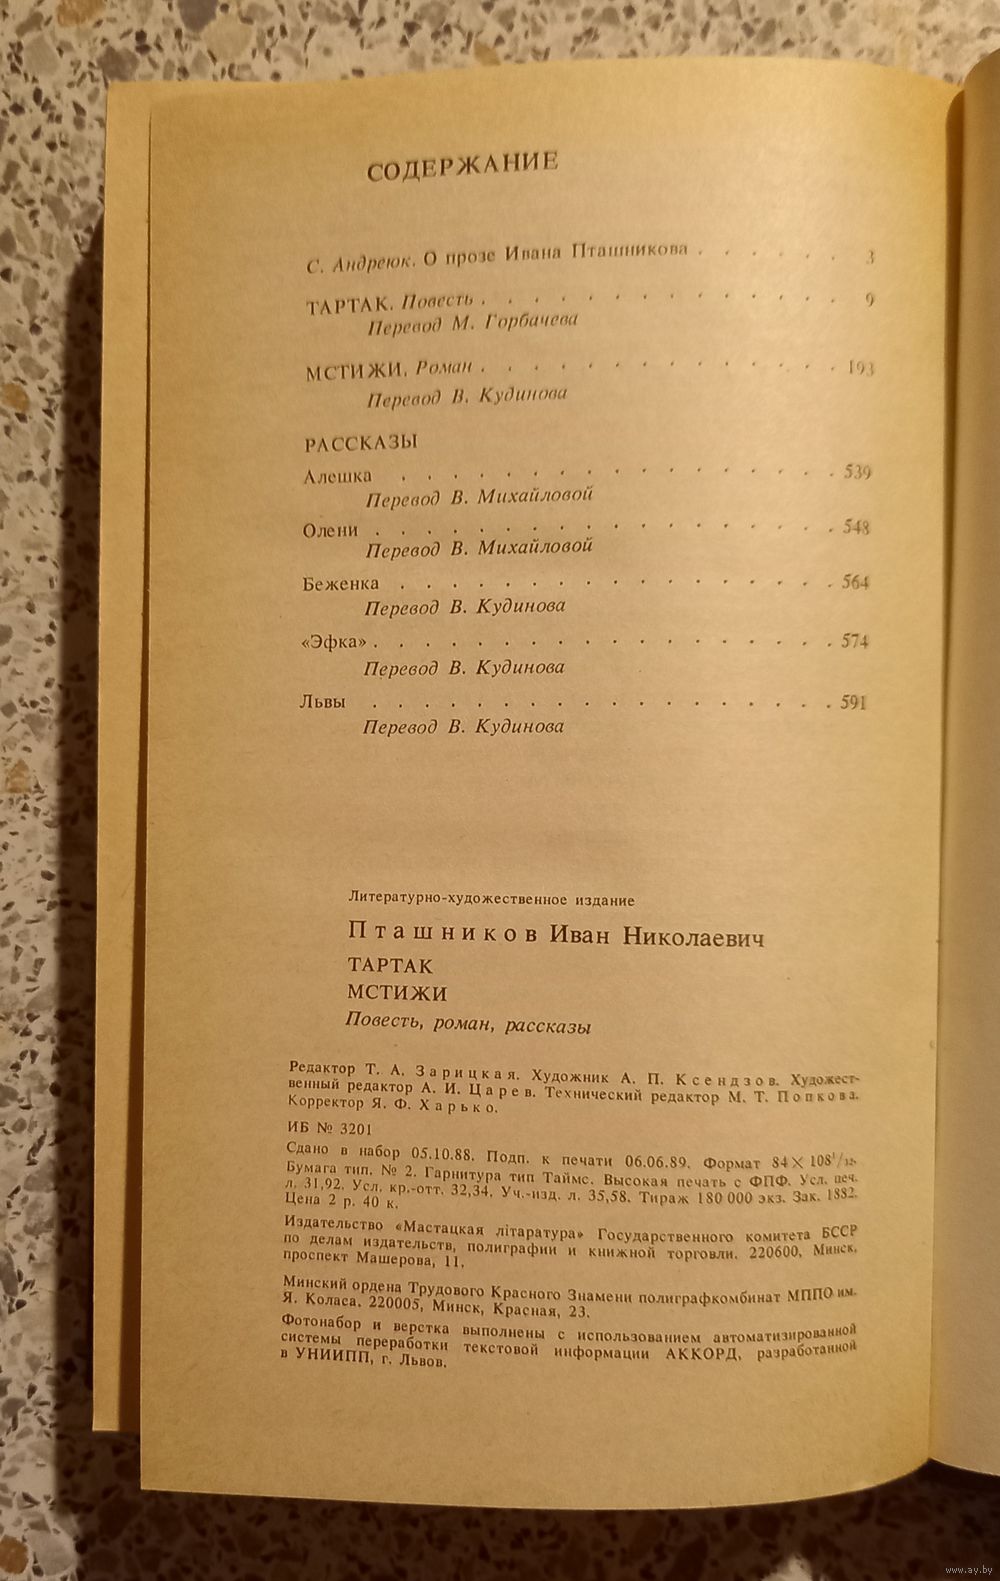 СОДЕРЖАНИЕ
С. Андреюк. О прозе Ивана Пташникова . . . . . . 3
ТАРТАК. Повесть . . . . . . . . . . . . . . 9
Перевод М. Горбачева
МСТИЖИ. Роман . . . . . . . . . . . . . . 193
Перевод В. Кудинова
РАССКАЗЫ
Алешка . . . . . . . . . . . . . . . . . 539
Перевод В. Михайловой
Олени . . . . . . . . . . . . . . . . . . 548
Перевод В. Михайловой
Беженка . . . . . . . . . . . . . . . . . 564
Перевод В. Кудинова
«Эфка» . . . . . . . . . . . . . . . . . . 574
Перевод В. Кудинова
Львы . . . . . . . . . . . . . . . . . . 591
Перевод В. Кудинова
Литературно-художественное издание
Пташников Иван Николаевич
ТАРТАК
МСТИЖИ
Повесть, роман, рассказы
Редактор Т. А. Зарицкая. Художник А. П. Ксендзов. Художест-
венный редактор А. И. Царев. Технический редактор М. Т. Попкова.
Корректор Я. Ф. Харько.
ИБ № 3201
Сдано в набор 05.10.88. Подп. к печати 06.06.89. Формат 84×108¹/₃₂.
Бумага тип. № 2. Гарнитура тип Таймс. Высокая печать с ФПФ. Усл. печ.
л. 31,92. Усл. кр.-отт. 32,34. Уч.-изд. л. 35,58. Тираж 180 000 экз. Зак. 1882.
Цена 2 р. 40 к.
Издательство «Мастацкая літаратура» Государственного комитета БССР
по делам издательств, полиграфии и книжной торговли. 220600, Минск,
проспект Машерова, 11.
Минский ордена Трудового Красного Знамени полиграфкомбинат МППО им.
Я. Коласа. 220005, Минск, Красная, 23.
Фотонабор и верстка выполнены с использованием автоматизированной
системы переработки текстовой информации АККОРД, разработанной
в УНИИПП, г. Львов.
www.ay.by